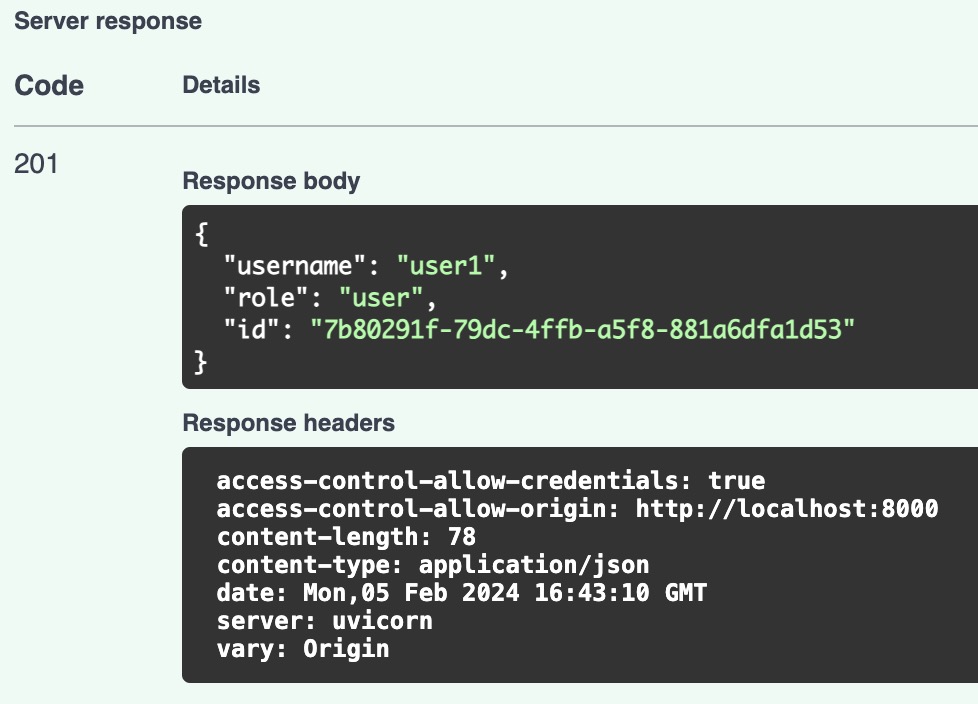 Server response
Code Details
201
Response body
{
  "username": "user1",
  "role": "user",
  "id": "7b80291f-79dc-4ffb-a5f8-881a6dfa1d53"
}
Response headers
access-control-allow-credentials: true
access-control-allow-origin: http://localhost:8000
content-length: 78
content-type: application/json
date: Mon,05 Feb 2024 16:43:10 GMT
server: uvicorn
vary: Origin